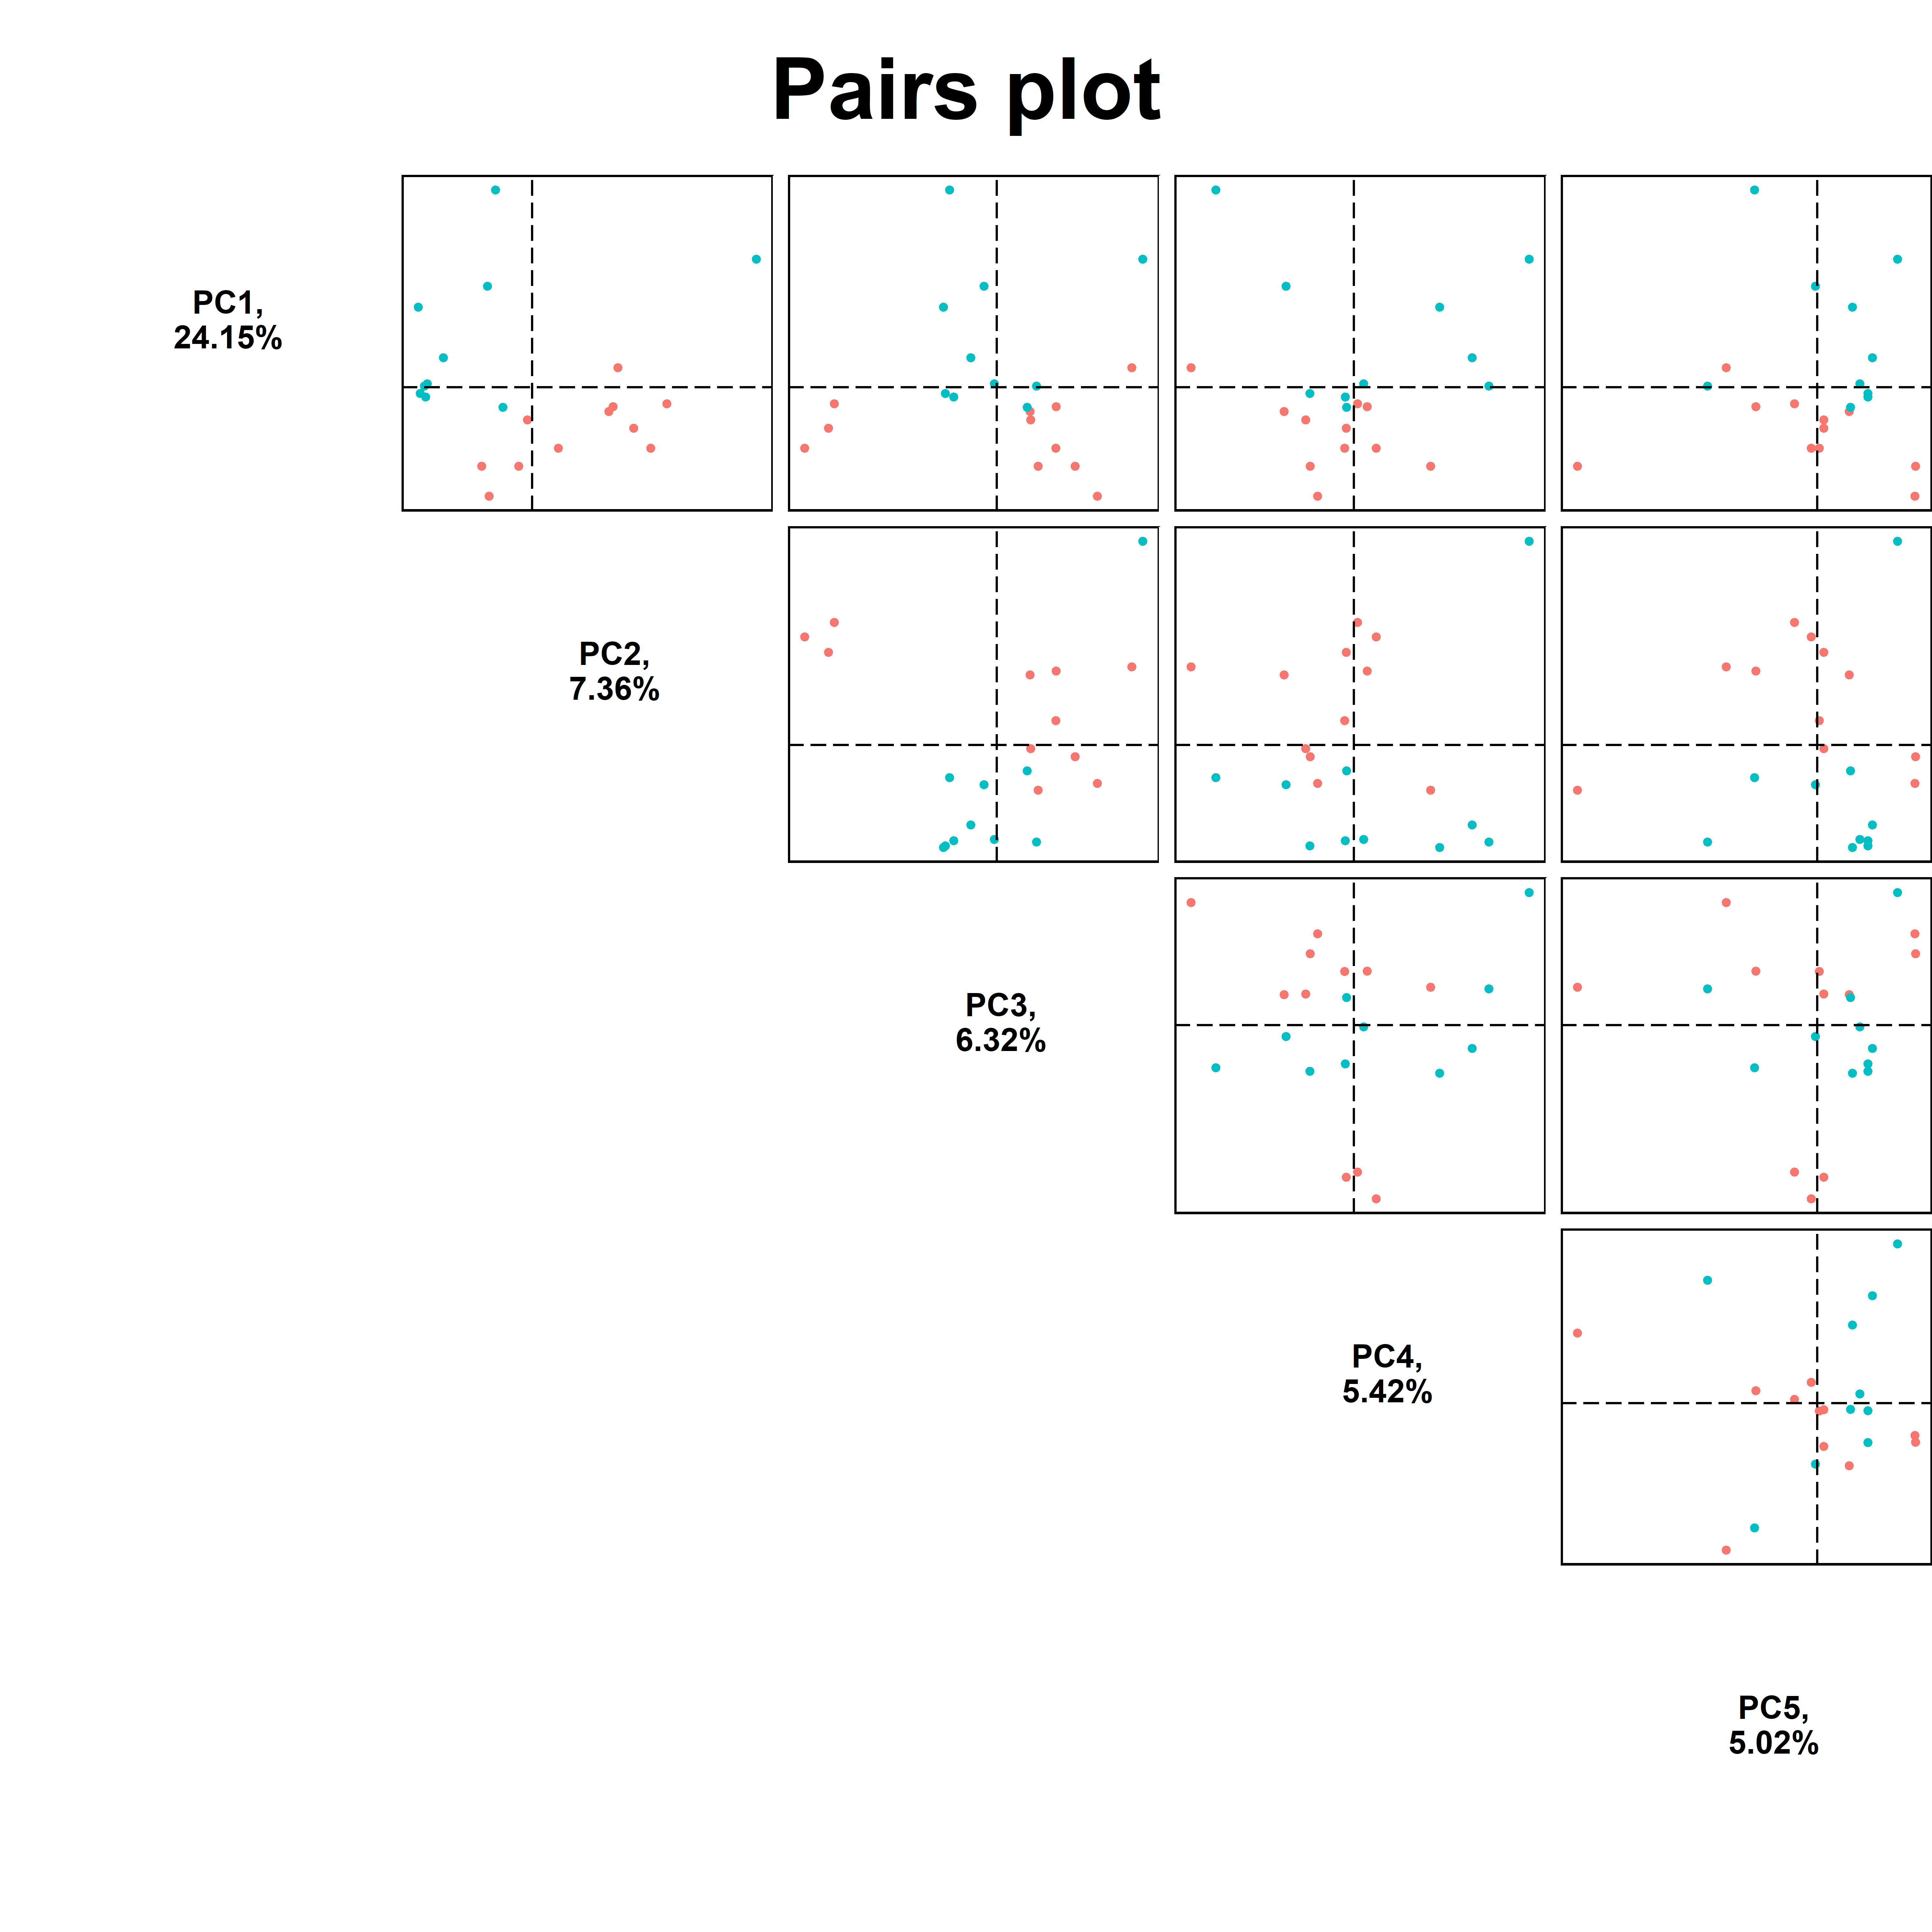 Pairs plot
PC1,
24.15%
PC2,
7.36%
PC3,
6.32%
PC4,
5.42%
PC5,
5.02%